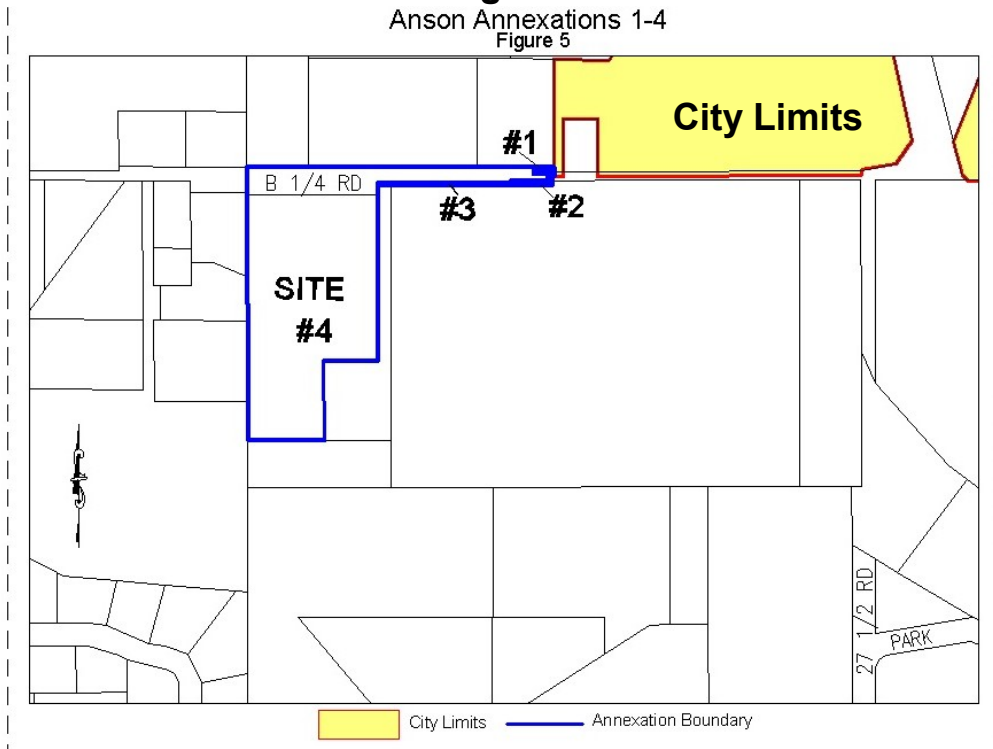 Anson Annexations 1-4
Figure 5
City Limits
#1
B 1/4 RD
#3
#2
SITE
#4
27 1/2 RD
PARK
City Limits
Annexation Boundary